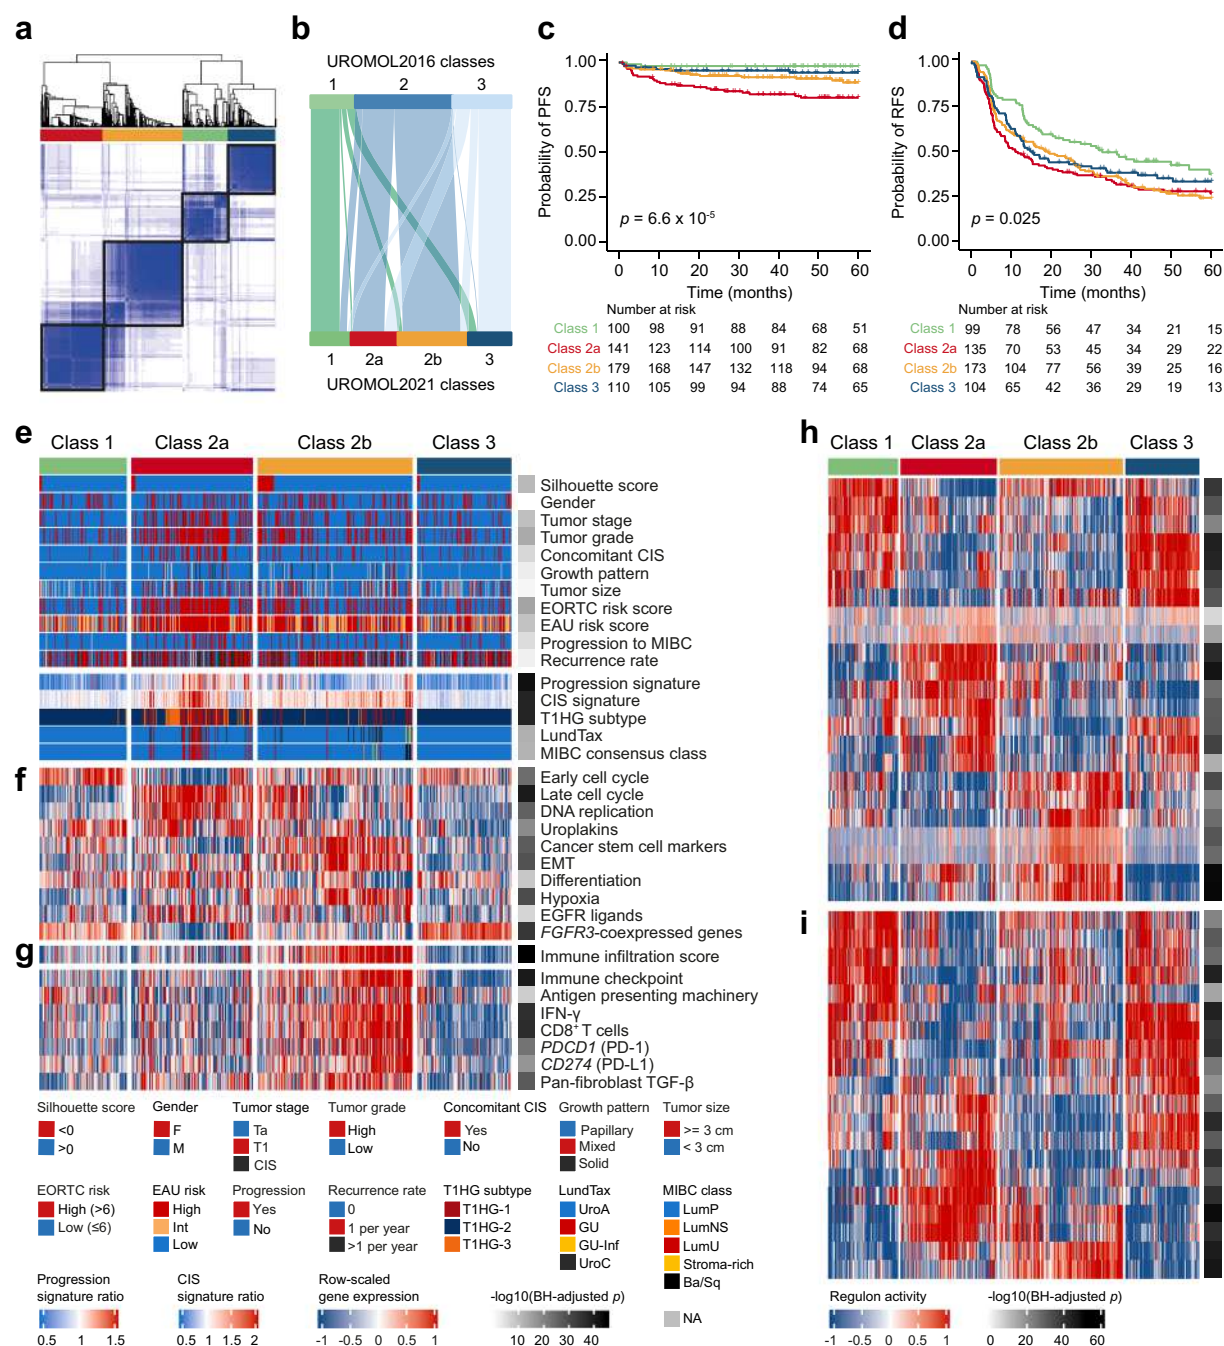 a
b
UROMOL2016 classes
1 2 3
1 2a 2b 3
UROMOL2021 classes
c
Probability of PFS
1.00
0.75
0.50
0.25
0.00
p = 6.6 x 10-5
0 10 20 30 40 50 60
Time (months)
Number at risk
Class 1 100 98 91 88 84 68 51
Class 2a 141 123 114 100 91 82 68
Class 2b 179 168 147 132 118 94 68
Class 3 110 105 99 94 88 74 65
d
Probability of RFS
1.00
0.75
0.50
0.25
0.00
p = 0.025
0 10 20 30 40 50 60
Time (months)
Number at risk
Class 1 99 78 56 47 34 21 15
Class 2a 135 70 53 45 34 29 22
Class 2b 173 104 77 56 39 25 16
Class 3 104 65 42 36 29 19 13
e
Class 1 Class 2a Class 2b Class 3
Silhouette score
Gender
Tumor stage
Tumor grade
Concomitant CIS
Growth pattern
Tumor size
EORTC risk score
EAU risk score
Progression to MIBC
Recurrence rate
Progression signature
CIS signature
T1HG subtype
LundTax
MIBC consensus class
f
Early cell cycle
Late cell cycle
DNA replication
Uroplakins
Cancer stem cell markers
EMT
Differentiation
Hypoxia
EGFR ligands
FGFR3-coexpressed genes
g
Immune infiltration score
Immune checkpoint
Antigen presenting machinery
IFN-γ
CD8+ T cells
PDCD1 (PD-1)
CD274 (PD-L1)
Pan-fibroblast TGF-β
h
Class 1 Class 2a Class 2b Class 3
i
Silhouette score
<0
>0
Gender
F
M
Tumor stage
Ta
T1
CIS
Tumor grade
High
Low
Concomitant CIS
Yes
No
Growth pattern
Papillary
Mixed
Solid
Tumor size
>= 3 cm
< 3 cm
EORTC risk
High (>6)
Low (≤6)
EAU risk
High
Int
Low
Progression
Yes
No
Recurrence rate
0
1 per year
>1 per year
T1HG subtype
T1HG-1
T1HG-2
T1HG-3
LundTax
UroA
GU
GU-Inf
UroC
MIBC class
LumP
LumNS
LumU
Stroma-rich
Ba/Sq
NA
Progression
signature ratio
0.5 1 1.5
CIS
signature ratio
0.5 1 1.5 2
Row-scaled
gene expression
-1 -0.5 0 0.5 1
-log10(BH-adjusted p)
10 20 30 40
Regulon activity
-1 -0.5 0 0.5 1
-log10(BH-adjusted p)
0 20 40 60